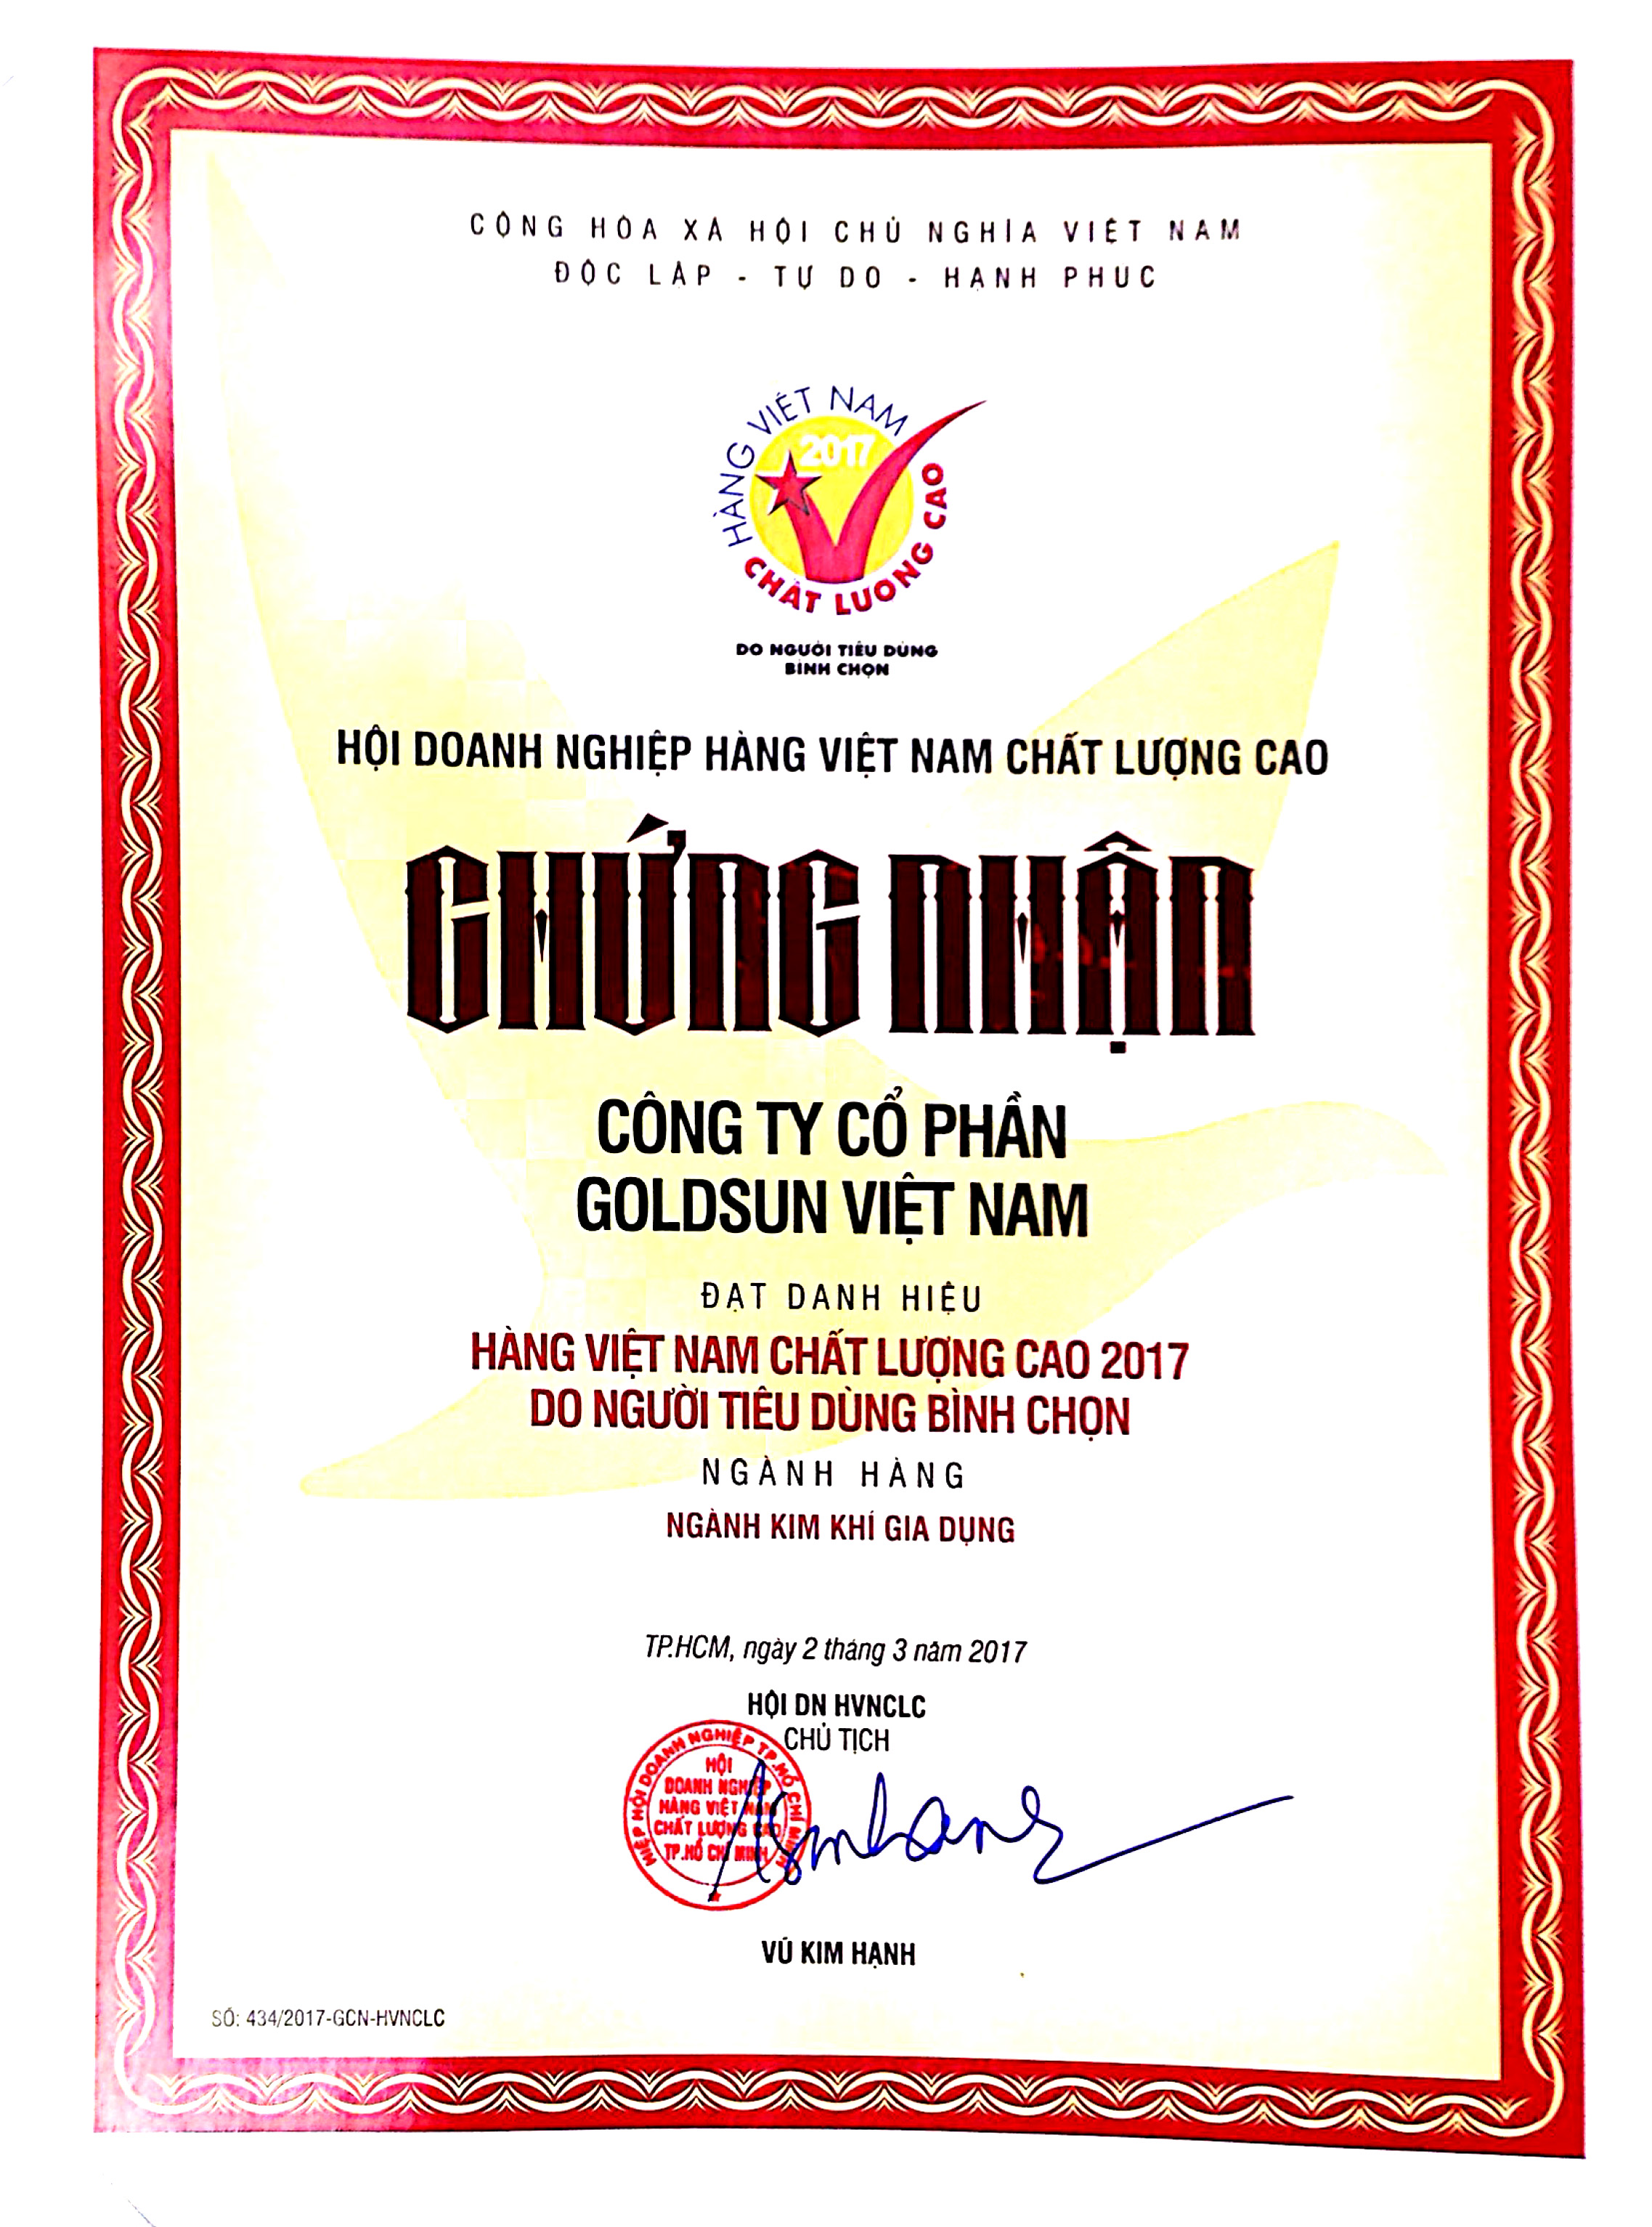 CỘNG HÒA XÃ HỘI CHỦ NGHĨA VIỆT NAM
ĐỘC LẬP - TỰ DO - HẠNH PHÚC
HÀNG VIỆT NAM
2017
CHẤT LƯỢNG CAO
DO NGƯỜI TIÊU DÙNG
BÌNH CHỌN
HỘI DOANH NGHIỆP HÀNG VIỆT NAM CHẤT LƯỢNG CAO
CHỨNG NHẬN
CÔNG TY CỔ PHẦN
GOLDSUN VIỆT NAM
ĐẠT DANH HIỆU
HÀNG VIỆT NAM CHẤT LƯỢNG CAO 2017
DO NGƯỜI TIÊU DÙNG BÌNH CHỌN
NGÀNH HÀNG
NGÀNH KIM KHÍ GIA DỤNG
TP.HCM, ngày 2 tháng 3 năm 2017
HỘI DN HVNCLC
CHỦ TỊCH
HIỆP HỘI DOANH NGHIỆP TP.HỒ CHÍ MINH
HỘI
DOANH NGHIỆP
HÀNG VIỆT NAM
CHẤT LƯỢNG CAO
TP.HỒ CHÍ MINH
VŨ KIM HẠNH
SỐ: 434/2017-GCN-HVNCLC